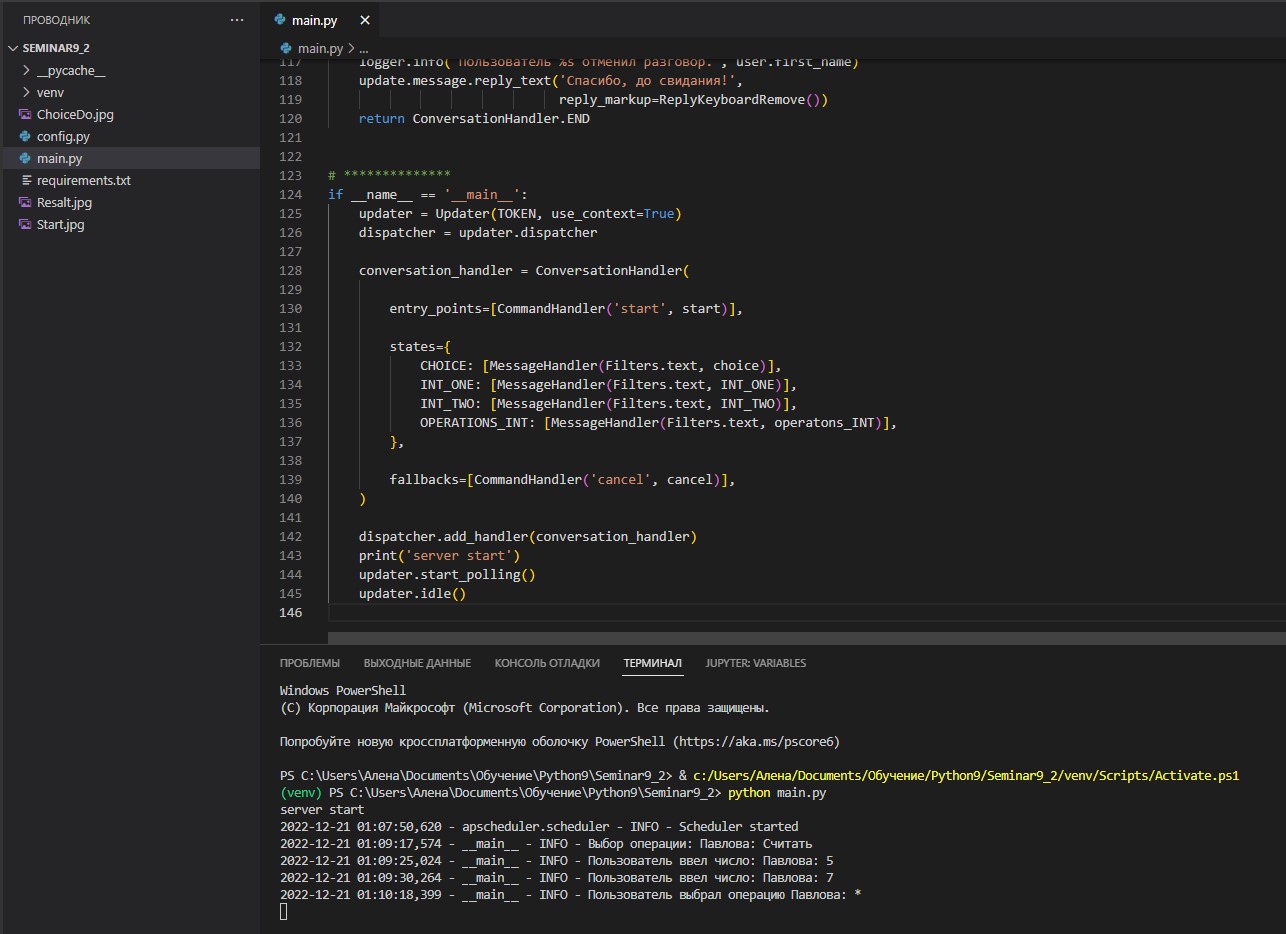 ПРОВОДНИК
...
SEMINAR9_2
__pycache__
venv
ChoiceDo.jpg
config.py
main.py
requirements.txt
Resalt.jpg
Start.jpg
main.py
main.py > ...
117 logger.info("Пользователь %s отменил разговор.", user.first_name)
118 update.message.reply_text('Спасибо, до свидания!',
119 reply_markup=ReplyKeyboardRemove())
120 return ConversationHandler.END
121
122
123 # **************
124 if __name__ == '__main__':
125 updater = Updater(TOKEN, use_context=True)
126 dispatcher = updater.dispatcher
127
128 conversation_handler = ConversationHandler(
129
130 entry_points=[CommandHandler('start', start)],
131
132 states={
133 CHOICE: [MessageHandler(Filters.text, choice)],
134 INT_ONE: [MessageHandler(Filters.text, INT_ONE)],
135 INT_TWO: [MessageHandler(Filters.text, INT_TWO)],
136 OPERATIONS_INT: [MessageHandler(Filters.text, operatons_INT)],
137 },
138
139 fallbacks=[CommandHandler('cancel', cancel)],
140 )
141
142 dispatcher.add_handler(conversation_handler)
143 print('server start')
144 updater.start_polling()
145 updater.idle()
146
ПРОБЛЕМЫ ВЫХОДНЫЕ ДАННЫЕ КОНСОЛЬ ОТЛАДКИ ТЕРМИНАЛ JUPYTER: VARIABLES
Windows PowerShell
(C) Корпорация Майкрософт (Microsoft Corporation). Все права защищены.
Попробуйте новую кроссплатформенную оболочку PowerShell (https://aka.ms/pscore6)
PS C:\Users\Алена\Documents\Обучение\Python9\Seminar9_2> & c:/Users/Алена/Documents/Обучение/Python9/Seminar9_2/venv/Scripts/Activate.ps1
(venv) PS C:\Users\Алена\Documents\Обучение\Python9\Seminar9_2> python main.py
server start
2022-12-21 01:07:50,620 - apscheduler.scheduler - INFO - Scheduler started
2022-12-21 01:09:17,574 - __main__ - INFO - Выбор операции: Павлова: Считать
2022-12-21 01:09:25,024 - __main__ - INFO - Пользователь ввел число: Павлова: 5
2022-12-21 01:09:30,264 - __main__ - INFO - Пользователь ввел число: Павлова: 7
2022-12-21 01:10:18,399 - __main__ - INFO - Пользователь выбрал операцию Павлова: *